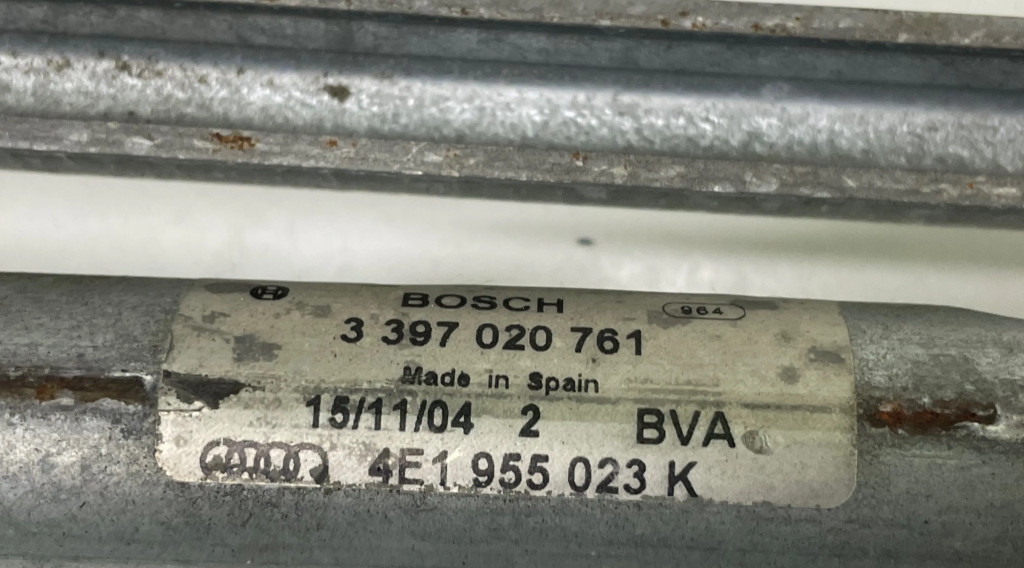 BOSCH 964
3 397 020 761
Made in Spain
15/11/04 2 BVA
4E1 955 023 K